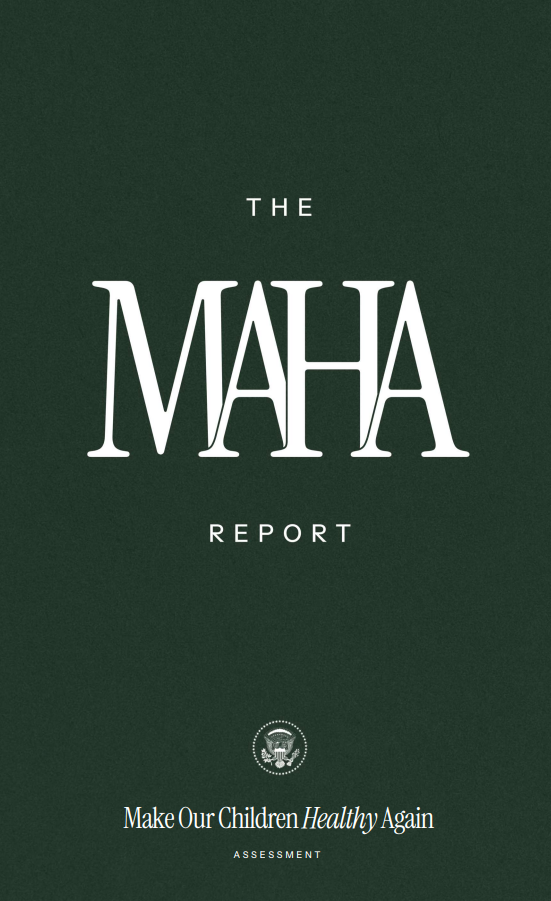 THE
MAHA
REPORT
Make Our Children Healthy Again
ASSESSMENT